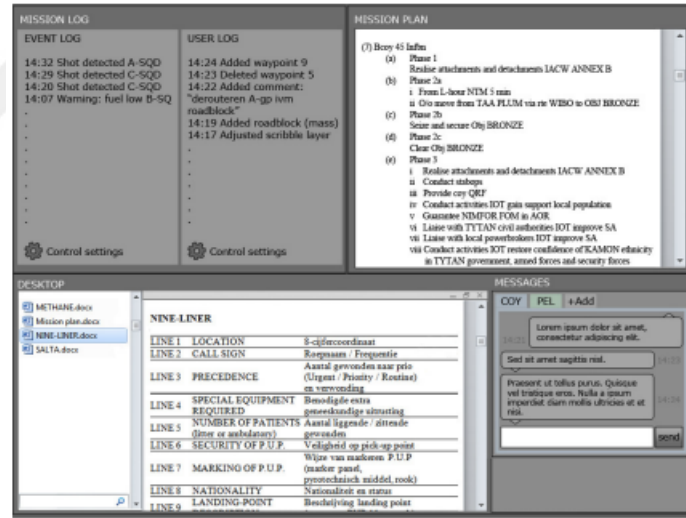 MISSION LOG
EVENT LOG
14:32 Shot detected A-SQD
14:29 Shot detected C-SQD
14:20 Shot detected C-SQD
14:07 Warning: fuel low B-SQ
.
.
.
.
.
.
Control settings
USER LOG
14:24 Added waypoint 9
14:23 Deleted waypoint 5
14:22 Added comment:
"derouteren A-gp ivm
roadblock"
14:19 Added roadblock (mass)
14:17 Adjusted scribble layer
.
.
.
.
.
Control settings
MISSION PLAN
(7) Bcoy 45 Infbn
(a) Phase 1
Realise attachments and detachments IACW ANNEX B
(b) Phase 2a
i From L-hour NTM 5 min
ii O/o move from TAA PLUM via rte WIBO to OBJ BRONZE
(c) Phase 2b
Seize and secure Obj BRONZE
(d) Phase 2c
Clear Obj BRONZE
(e) Phase 3
i Realise attachments and detachments IACW ANNEX B
ii Conduct stabops
iii Provide coy QRF
iv Conduct activities IOT gain support local population
v Guarantee NIMFOR FOM in AOR
vi Liaise with TYTAN civil authorities IOT improve SA
vii Liaise with local powerbrokers IOT improve SA
viii Conduct activities IOT restore confidence of KAMON ethnicity
in TYTAN government, armed forces and security forces
DESKTOP
METHANE.docx
Mission plan.docx
NINE-LINER.docx
SALTA.docx
NINE-LINER
LINE 1 LOCATION 8-cijfercoordinaat
LINE 2 CALL SIGN Roepnaam / Frequentie
LINE 3 PRECEDENCE Aantal gewonden naar prio
(Urgent / Priority / Routine)
en verwonding
LINE 4 SPECIAL EQUIPMENT REQUIRED Benodigde extra
geneeskundige uitrusting
LINE 5 NUMBER OF PATIENTS (litter or ambulatory) Aantal liggende / zittende
gewonden
LINE 6 SECURITY OF P.U.P. Veiligheid op pick-up point
LINE 7 MARKING OF P.U.P. Wijze van markeren P.U.P
(marker panel,
pyrotechnisch middel, rook)
LINE 8 NATIONALITY Nationaliteit en status
LINE 9 LANDING-POINT Beschrijving landing point
MESSAGES
COY PEL +Add
Lorem ipsum dolor sit amet,
consectetur adipiscing elit.
14:31
Sed sit amet sagittis nisl.
Praesent ut tellus purus. Quisque
vel tristique eros. Nulla a ipsum
imperdiet diam mollis ultricies et et
nisi.
14:34
send